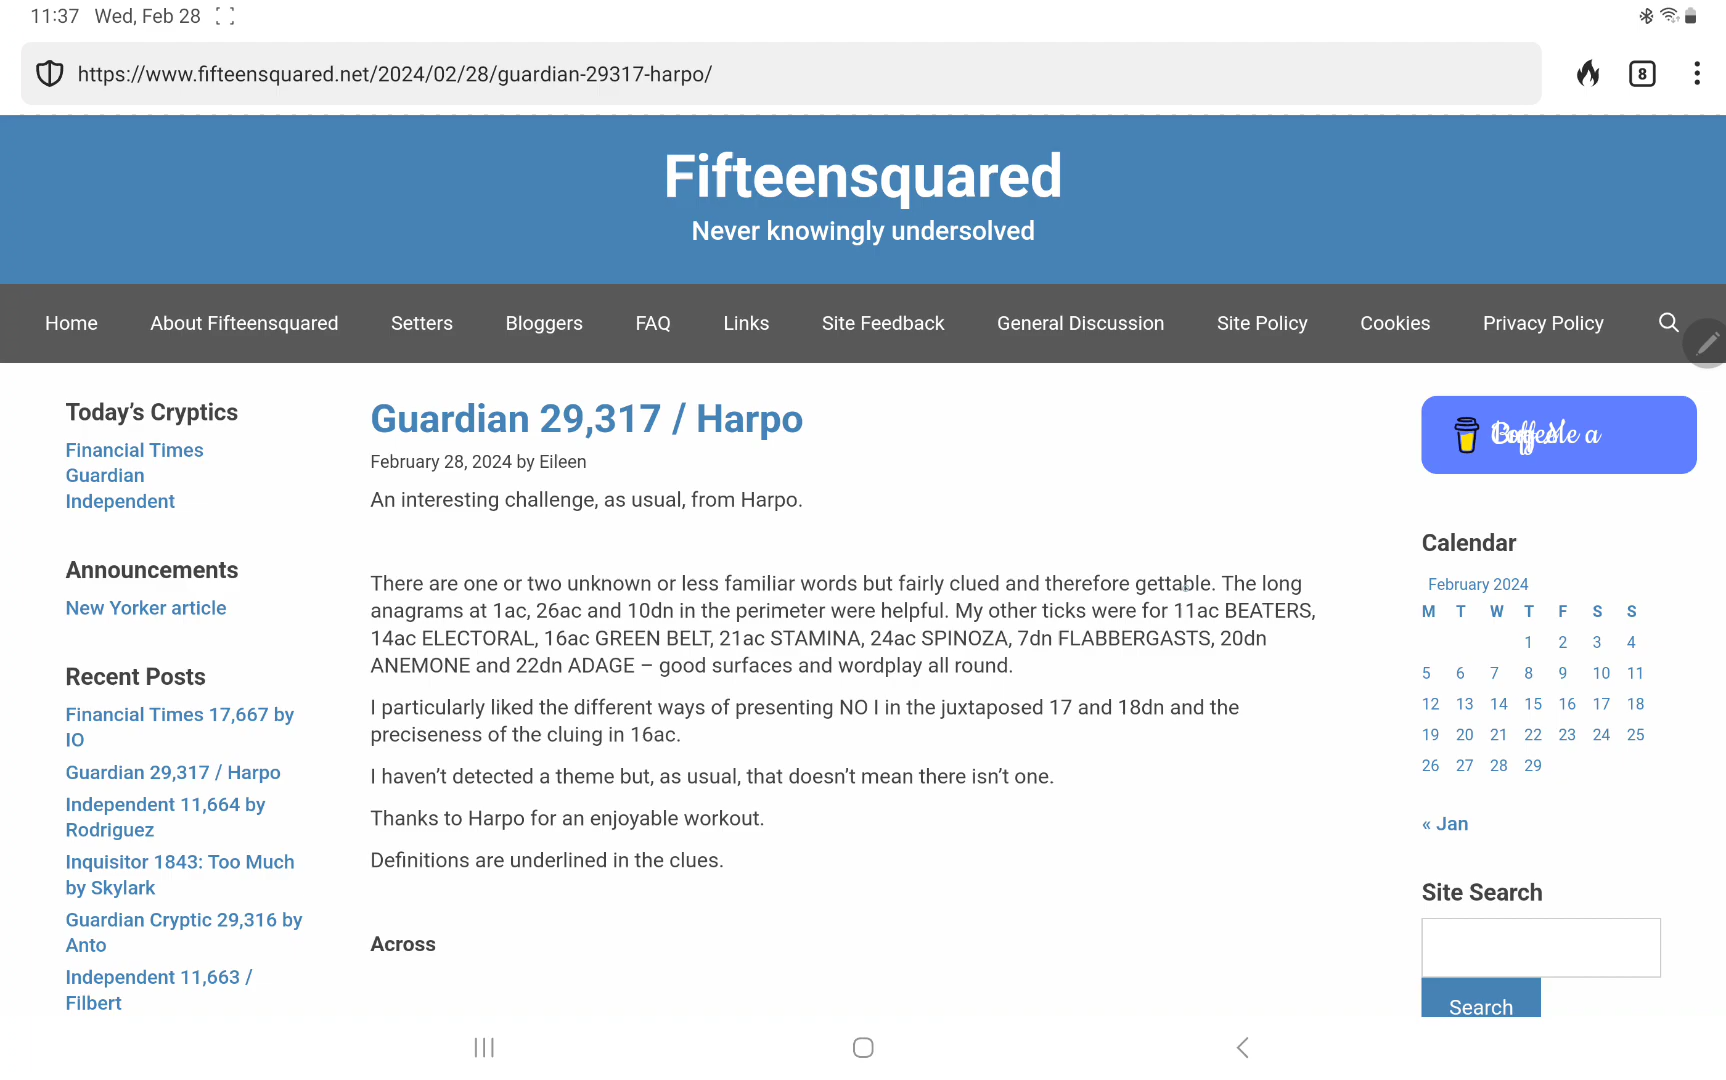 11:37 Wed, Feb 28
https://www.fifteensquared.net/2024/02/28/guardian-29317-harpo/
8
Fifteensquared
Never knowingly undersolved
Home About Fifteensquared Setters Bloggers FAQ Links Site Feedback General Discussion Site Policy Cookies Privacy Policy
Today's Cryptics
Financial Times
Guardian
Independent
Announcements
New Yorker article
Recent Posts
Financial Times 17,667 by
IO
Guardian 29,317 / Harpo
Independent 11,664 by
Rodriguez
Inquisitor 1843: Too Much
by Skylark
Guardian Cryptic 29,316 by
Anto
Independent 11,663 /
Filbert
Guardian 29,317 / Harpo
February 28, 2024 by Eileen
An interesting challenge, as usual, from Harpo.
There are one or two unknown or less familiar words but fairly clued and therefore gettable. The long
anagrams at 1ac, 26ac and 10dn in the perimeter were helpful. My other ticks were for 11ac BEATERS,
14ac ELECTORAL, 16ac GREEN BELT, 21ac STAMINA, 24ac SPINOZA, 7dn FLABBERGASTS, 20dn
ANEMONE and 22dn ADAGE – good surfaces and wordplay all round.
I particularly liked the different ways of presenting NO I in the juxtaposed 17 and 18dn and the
preciseness of the cluing in 16ac.
I haven't detected a theme but, as usual, that doesn't mean there isn't one.
Thanks to Harpo for an enjoyable workout.
Definitions are underlined in the clues.
Across
Calendar
February 2024
M T W T F S S
1 2 3 4
5 6 7 8 9 10 11
12 13 14 15 16 17 18
19 20 21 22 23 24 25
26 27 28 29
« Jan
Site Search
Search